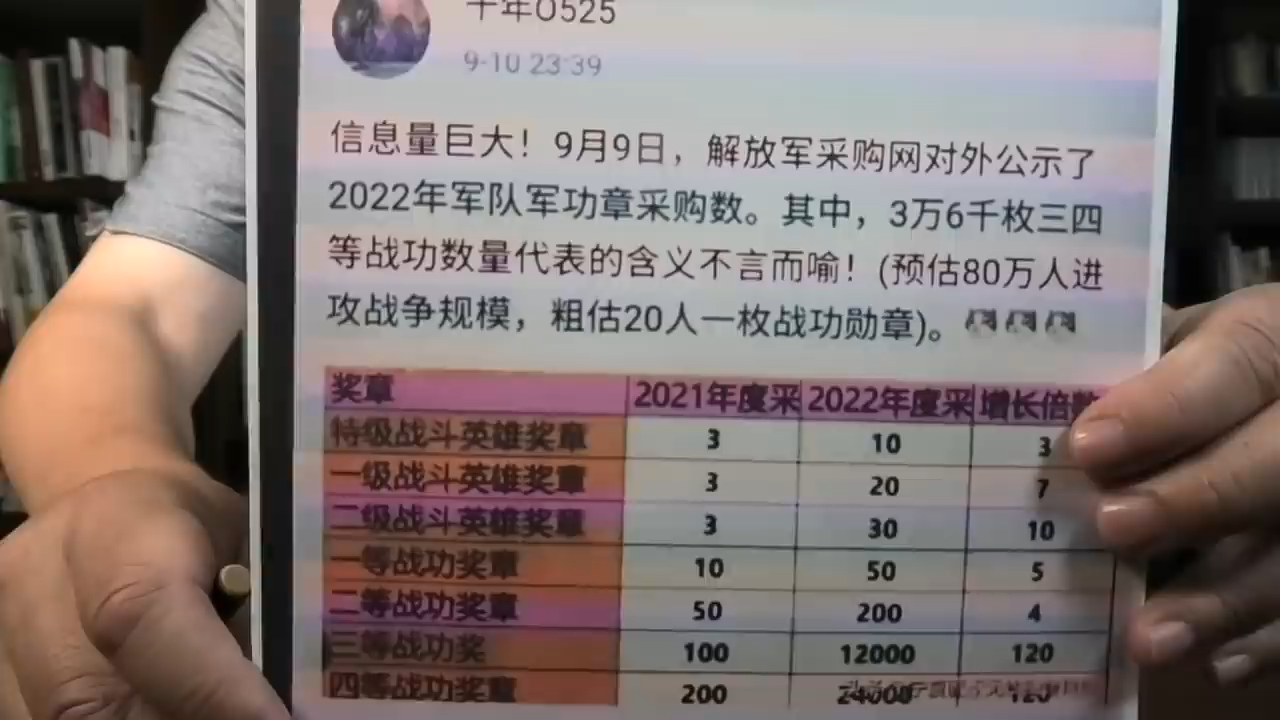 千年0525
9-10 23:39
信息量巨大！9月9日，解放军采购网对外公示了
2022年军队军功章采购数。其中，3万6千枚三四
等战功数量代表的含义不言而喻！(预估80万人进
攻战争规模，粗估20人一枚战功勋章)。
奖章 2021年度采 2022年度采 增长倍数
特级战斗英雄奖章 3 10 3
一级战斗英雄奖章 3 20 7
二级战斗英雄奖章 3 30 10
一等战功奖章 10 50 5
二等战功奖章 50 200 4
三等战功奖 100 12000 120
四等战功奖章 200 24000 120